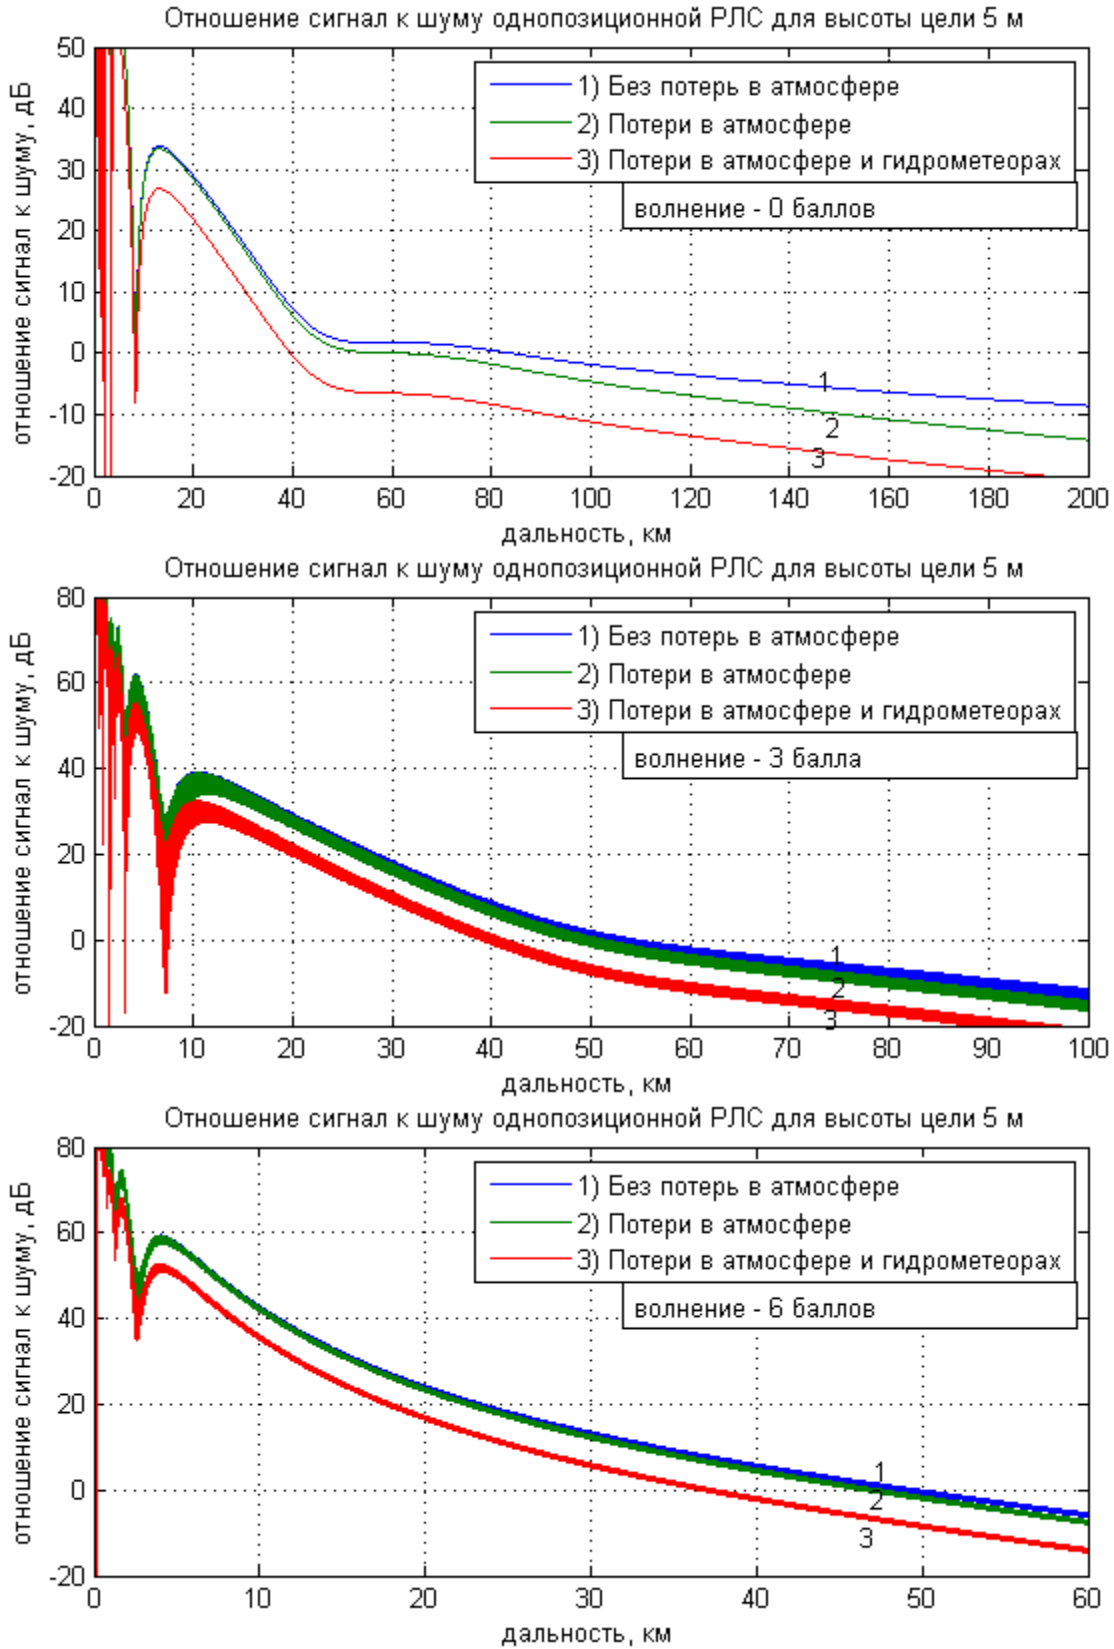 Отношение сигнал к шуму однопозиционной РЛС для высоты цели 5 м
отношение сигнал к шуму, дБ
50
40
30
20
10
0
-10
-20
1) Без потерь в атмосфере
2) Потери в атмосфере
3) Потери в атмосфере и гидрометеорах
волнение - 0 баллов
1
2
3
0 20 40 60 80 100 120 140 160 180 200
дальность, км
Отношение сигнал к шуму однопозиционной РЛС для высоты цели 5 м
отношение сигнал к шуму, дБ
80
60
40
20
0
-20
1) Без потерь в атмосфере
2) Потери в атмосфере
3) Потери в атмосфере и гидрометеорах
волнение - 3 балла
1
2
3
0 10 20 30 40 50 60 70 80 90 100
дальность, км
Отношение сигнал к шуму однопозиционной РЛС для высоты цели 5 м
отношение сигнал к шуму, дБ
80
60
40
20
0
-20
1) Без потерь в атмосфере
2) Потери в атмосфере
3) Потери в атмосфере и гидрометеорах
волнение - 6 баллов
1
2
3
0 10 20 30 40 50 60
дальность, км